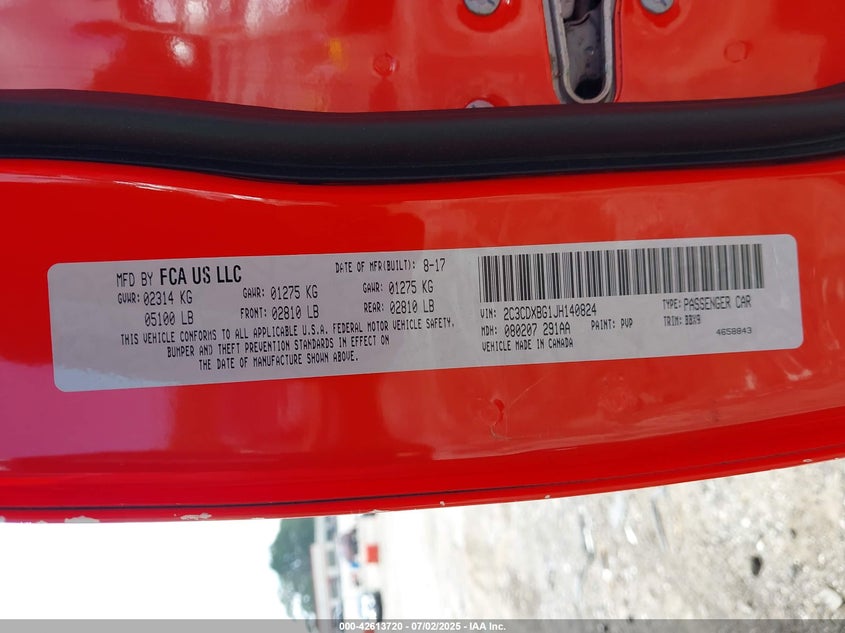 MFD BY FCA US LLC DATE OF MFR(BUILT): 8-17
GVWR: 02314 KG GAWR: 01275 KG GAWR: 01275 KG
05100 LB FRONT: 02810 LB REAR: 02810 LB
THIS VEHICLE CONFORMS TO ALL APPLICABLE U.S.A. FEDERAL MOTOR VEHICLE SAFETY,
BUMPER AND THEFT PREVENTION STANDARDS IN EFFECT ON
THE DATE OF MANUFACTURE SHOWN ABOVE.
VIN: 2C3CDXBG1JH140824 TYPE: PASSENGER CAR
MDH: 080207 291AA PAINT: PVP TRIM: BBX9
VEHICLE MADE IN CANADA 4658843
000-42613720 - 07/02/2025 - IAA Inc.